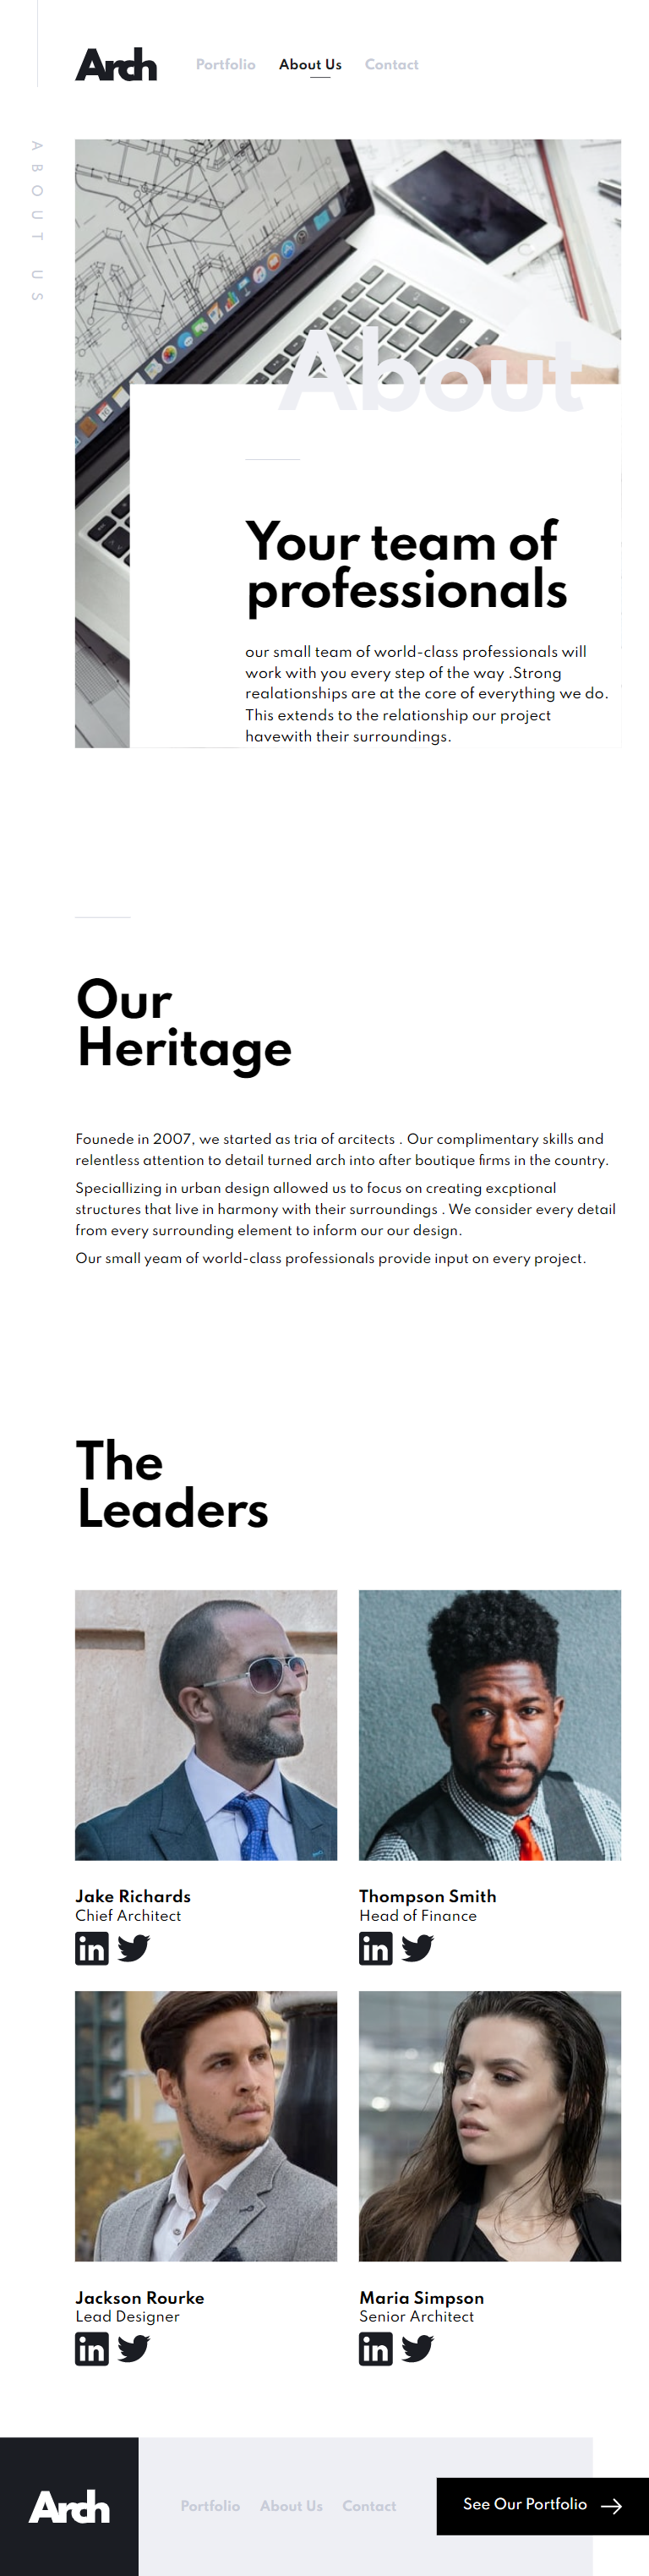 Arch
Portfolio About Us Contact
ABOUT US
About
Your team of
professionals
our small team of world-class professionals will
work with you every step of the way .Strong
realationships are at the core of everything we do.
This extends to the relationship our project
havewith their surroundings.
Our
Heritage
Founede in 2007, we started as tria of arcitects . Our complimentary skills and
relentless attention to detail turned arch into after boutique firms in the country.
Speciallizing in urban design allowed us to focus on creating excptional
structures that live in harmony with their surroundings . We consider every detail
from every surrounding element to inform our our design.
Our small yeam of world-class professionals provide input on every project.
The
Leaders
Jake Richards
Chief Architect
in
Thompson Smith
Head of Finance
in
Jackson Rourke
Lead Designer
in
Maria Simpson
Senior Architect
in
Arch
Portfolio About Us Contact
See Our Portfolio